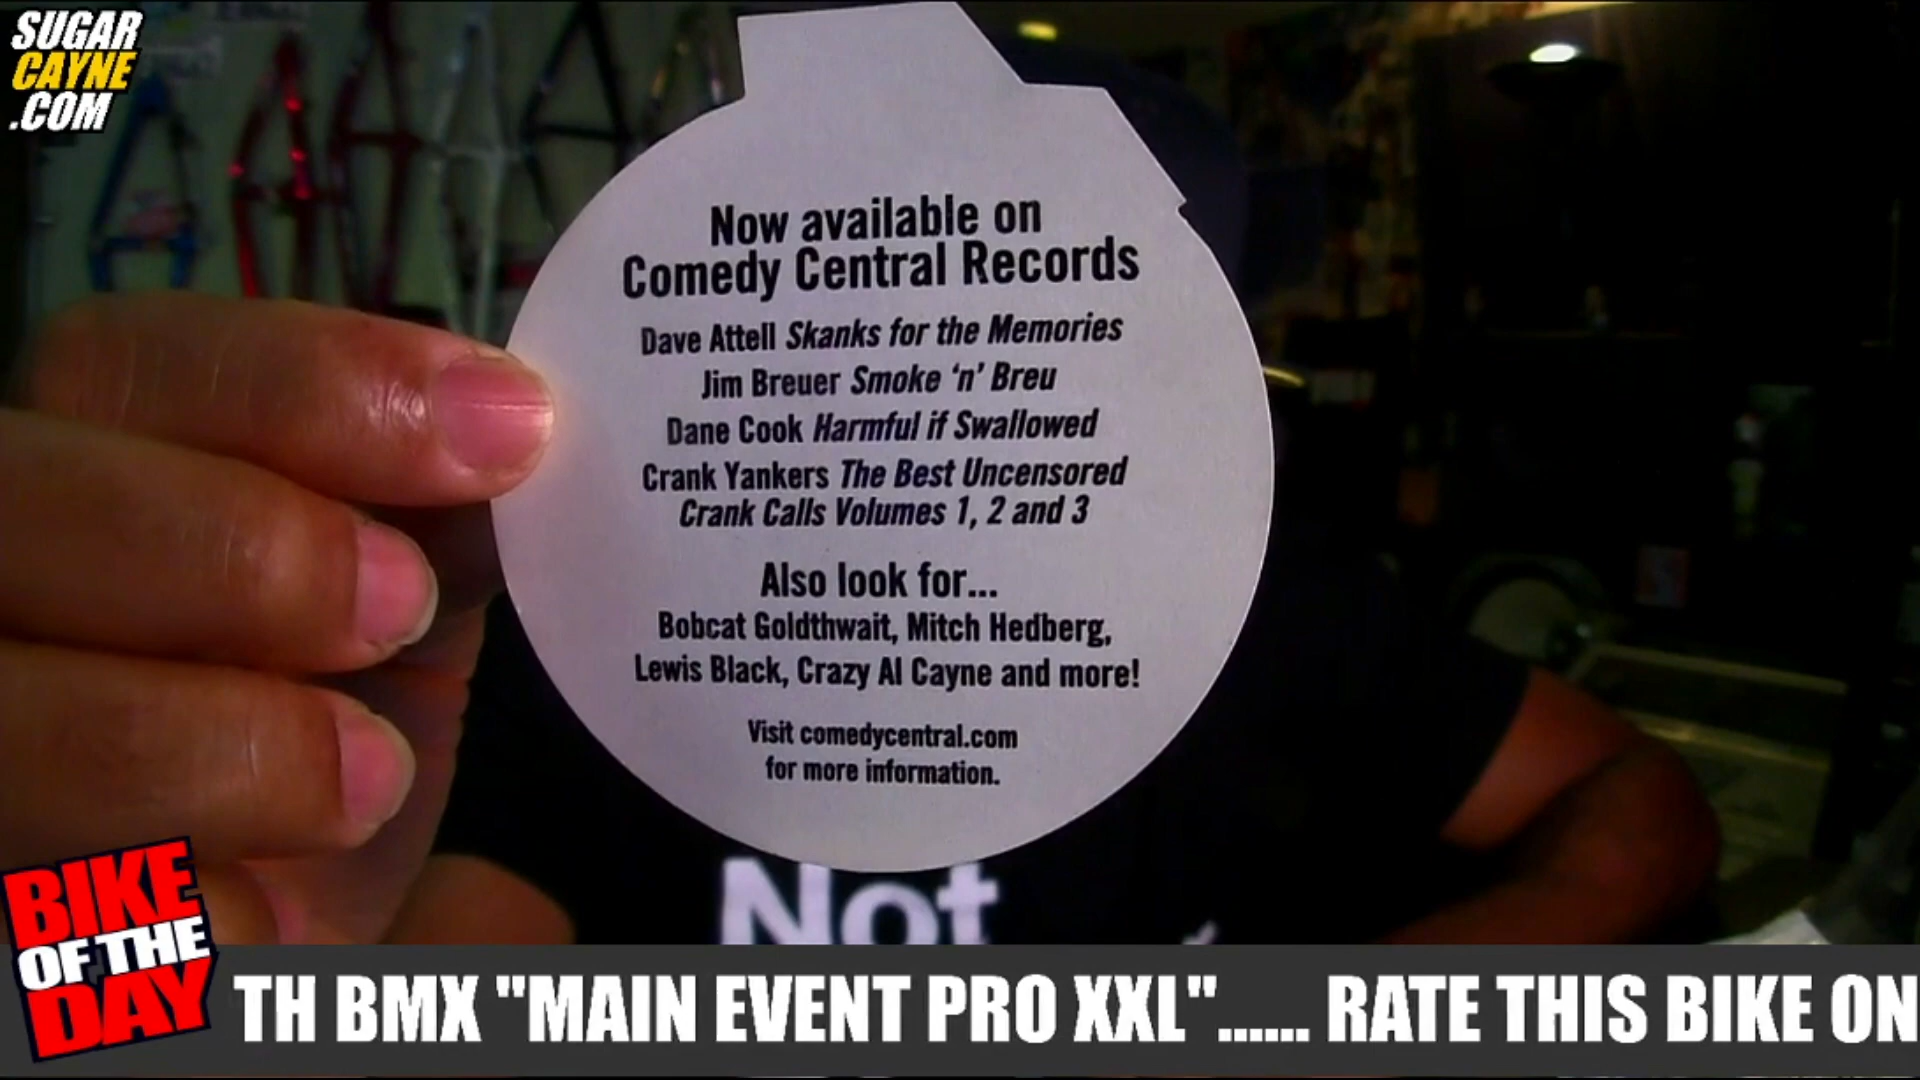 SUGAR
CAYNE
.COM
Now available on
Comedy Central Records
Dave Attell Skanks for the Memories
Jim Breuer Smoke ‘n’ Breu
Dane Cook Harmful if Swallowed
Crank Yankers The Best Uncensored
Crank Calls Volumes 1, 2 and 3
Also look for...
Bobcat Goldthwait, Mitch Hedberg,
Lewis Black, Crazy Al Cayne and more!
Visit comedycentral.com
for more information.
Not
BIKE
OF THE
DAY
TH BMX "MAIN EVENT PRO XXL"...... RATE THIS BIKE ON